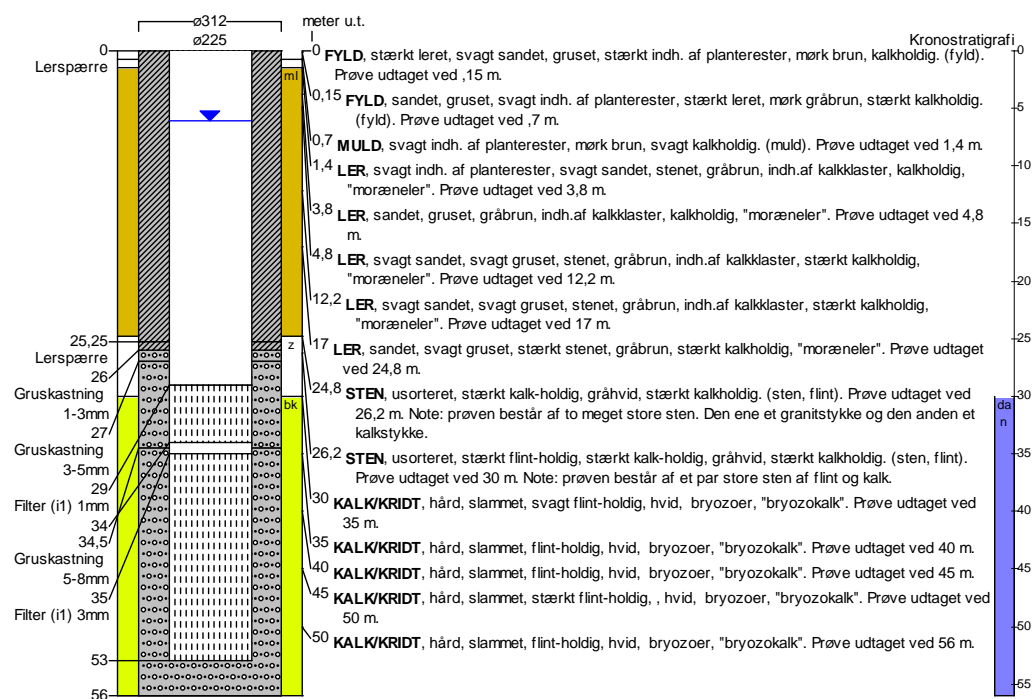 ø312
ø225
meter u.t.
Kronostratigrafi
0
Lerspærre
25,25
Lerspærre
26
Gruskastning
1-3mm
27
Gruskastning
3-5mm
29
Filter (i1) 1mm
34
34,5
Gruskastning
5-8mm
35
Filter (i1) 3mm
53
56
ml
z
bk
0
0,15
0,7
1,4
3,8
4,8
12,2
17
24,8
26,2
30
35
40
45
50
FYLD, stærkt leret, svagt sandet, gruset, stærkt indh. af planterester, mørk brun, kalkholdig. (fyld).
Prøve udtaget ved ,15 m.
FYLD, sandet, gruset, svagt indh. af planterester, stærkt leret, mørk gråbrun, stærkt kalkholdig.
(fyld). Prøve udtaget ved ,7 m.
MULD, svagt indh. af planterester, mørk brun, svagt kalkholdig. (muld). Prøve udtaget ved 1,4 m.
LER, svagt indh. af planterester, svagt sandet, stenet, gråbrun, indh.af kalkklaster, kalkholdig,
"moræneler". Prøve udtaget ved 3,8 m.
LER, sandet, gruset, gråbrun, indh.af kalkklaster, kalkholdig, "moræneler". Prøve udtaget ved 4,8
m.
LER, svagt sandet, svagt gruset, stenet, gråbrun, indh.af kalkklaster, stærkt kalkholdig,
"moræneler". Prøve udtaget ved 12,2 m.
LER, svagt sandet, svagt gruset, stenet, gråbrun, indh.af kalkklaster, stærkt kalkholdig,
"moræneler". Prøve udtaget ved 17 m.
LER, sandet, svagt gruset, stærkt stenet, gråbrun, stærkt kalkholdig, "moræneler". Prøve udtaget
ved 24,8 m.
STEN, usorteret, stærkt kalk-holdig, gråhvid, stærkt kalkholdig. (sten, flint). Prøve udtaget ved
26,2 m. Note: prøven består af to meget store sten. Den ene et granitstykke og den anden et
kalkstykke.
STEN, usorteret, stærkt flint-holdig, stærkt kalk-holdig, gråhvid, stærkt kalkholdig. (sten, flint).
Prøve udtaget ved 30 m. Note: prøven består af et par store sten af flint og kalk.
KALK/KRIDT, hård, slammet, svagt flint-holdig, hvid, bryozoer, "bryozokalk". Prøve udtaget ved
35 m.
KALK/KRIDT, hård, slammet, flint-holdig, hvid, bryozoer, "bryozokalk". Prøve udtaget ved 40 m.
KALK/KRIDT, hård, slammet, flint-holdig, hvid, bryozoer, "bryozokalk". Prøve udtaget ved 45 m.
KALK/KRIDT, hård, slammet, stærkt flint-holdig, , hvid, bryozoer, "bryozokalk". Prøve udtaget ved
50 m.
KALK/KRIDT, hård, slammet, flint-holdig, hvid, bryozoer, "bryozokalk". Prøve udtaget ved 56 m.
0
5
10
15
20
25
30
35
40
45
50
55
da
n